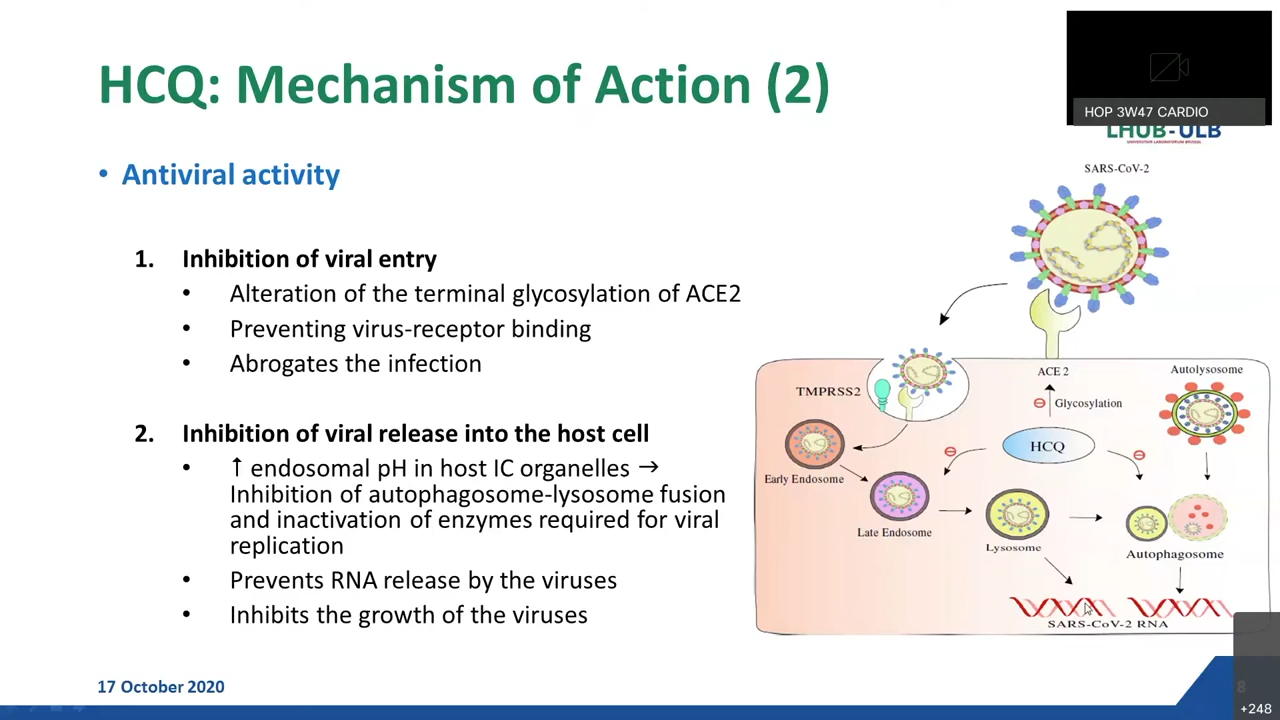 HCQ: Mechanism of Action (2)
HOP 3W47 CARDIO
LHUB-ULB
• Antiviral activity
1. Inhibition of viral entry
• Alteration of the terminal glycosylation of ACE2
• Preventing virus-receptor binding
• Abrogates the infection
2. Inhibition of viral release into the host cell
• ↑ endosomal pH in host IC organelles →
Inhibition of autophagosome-lysosome fusion
and inactivation of enzymes required for viral
replication
• Prevents RNA release by the viruses
• Inhibits the growth of the viruses
SARS-CoV-2
ACE 2
Autolysosome
TMPRSS2
Glycosylation
HCQ
Early Endosome
Late Endosome
Lysosome
Autophagosome
SARS-CoV-2 RNA
17 October 2020
8
+248